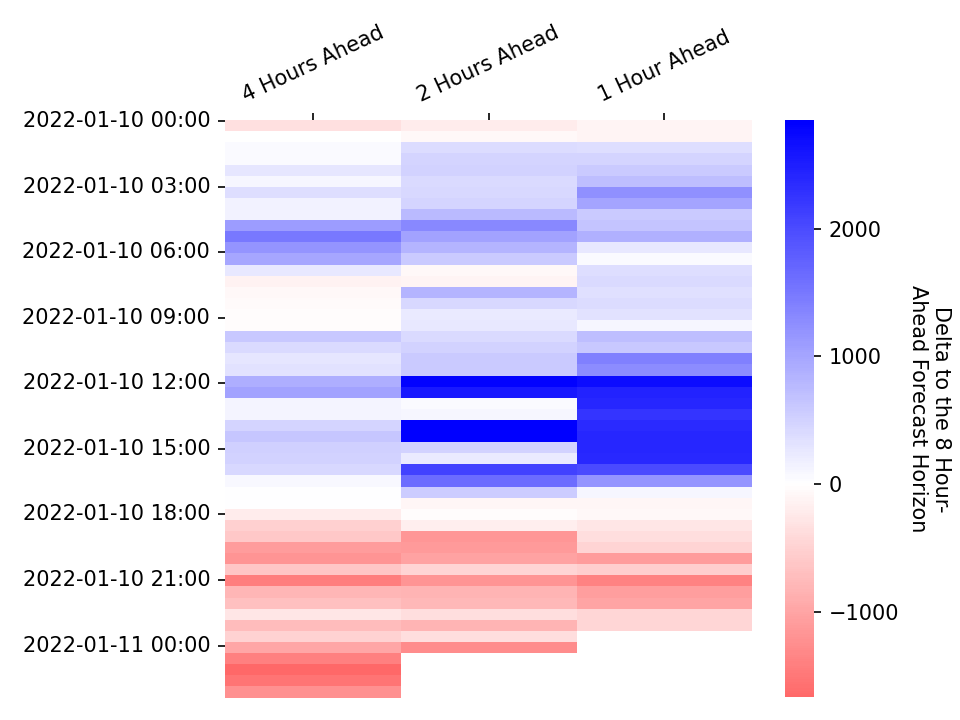 4 Hours Ahead
2 Hours Ahead
1 Hour Ahead
2022-01-10 00:00
2022-01-10 03:00
2022-01-10 06:00
2022-01-10 09:00
2022-01-10 12:00
2022-01-10 15:00
2022-01-10 18:00
2022-01-10 21:00
2022-01-11 00:00
2000
1000
0
−1000
Delta to the 8 Hour-
Ahead Forecast Horizon